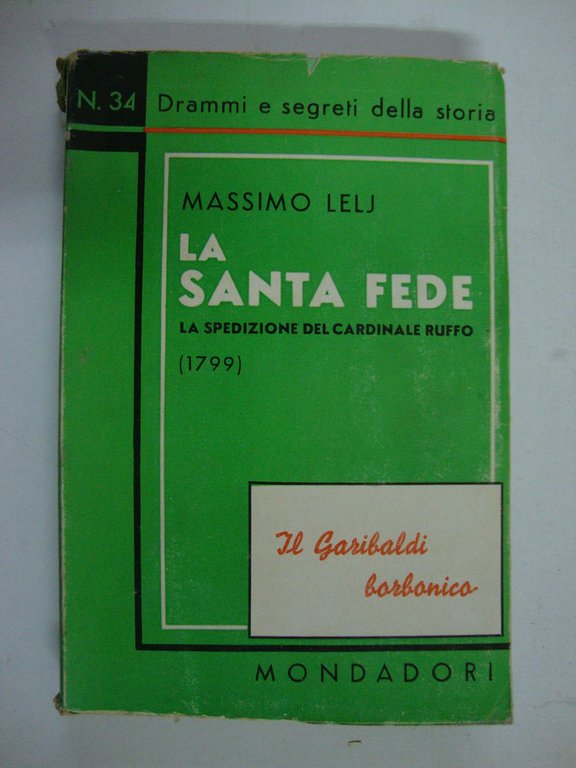 N. 34 Drammi e segreti della storia
MASSIMO LELJ
LA
SANTA FEDE
LA SPEDIZIONE DEL CARDINALE RUFFO
(1799)
Il Garibaldi
borbonico
MONDADORI